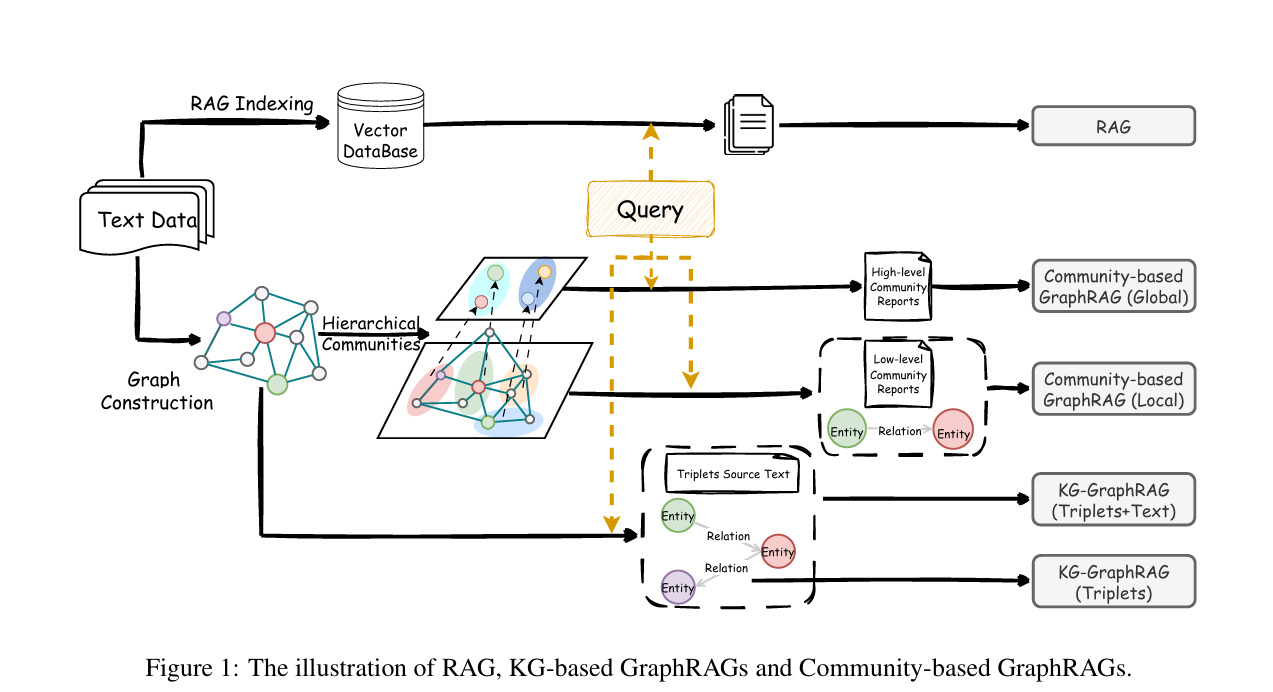 RAG Indexing
Vector
DataBase
RAG
Text Data
Query
High-level
Community
Reports
Community-based
GraphRAG (Global)
Hierarchical
Communities
Graph
Construction
Low-level
Community
Reports
Entity
Relation
Entity
Community-based
GraphRAG (Local)
Triplets Source Text
Entity
Relation
Entity
Relation
Entity
KG-GraphRAG
(Triplets+Text)
KG-GraphRAG
(Triplets)
Figure 1: The illustration of RAG, KG-based GraphRAGs and Community-based GraphRAGs.